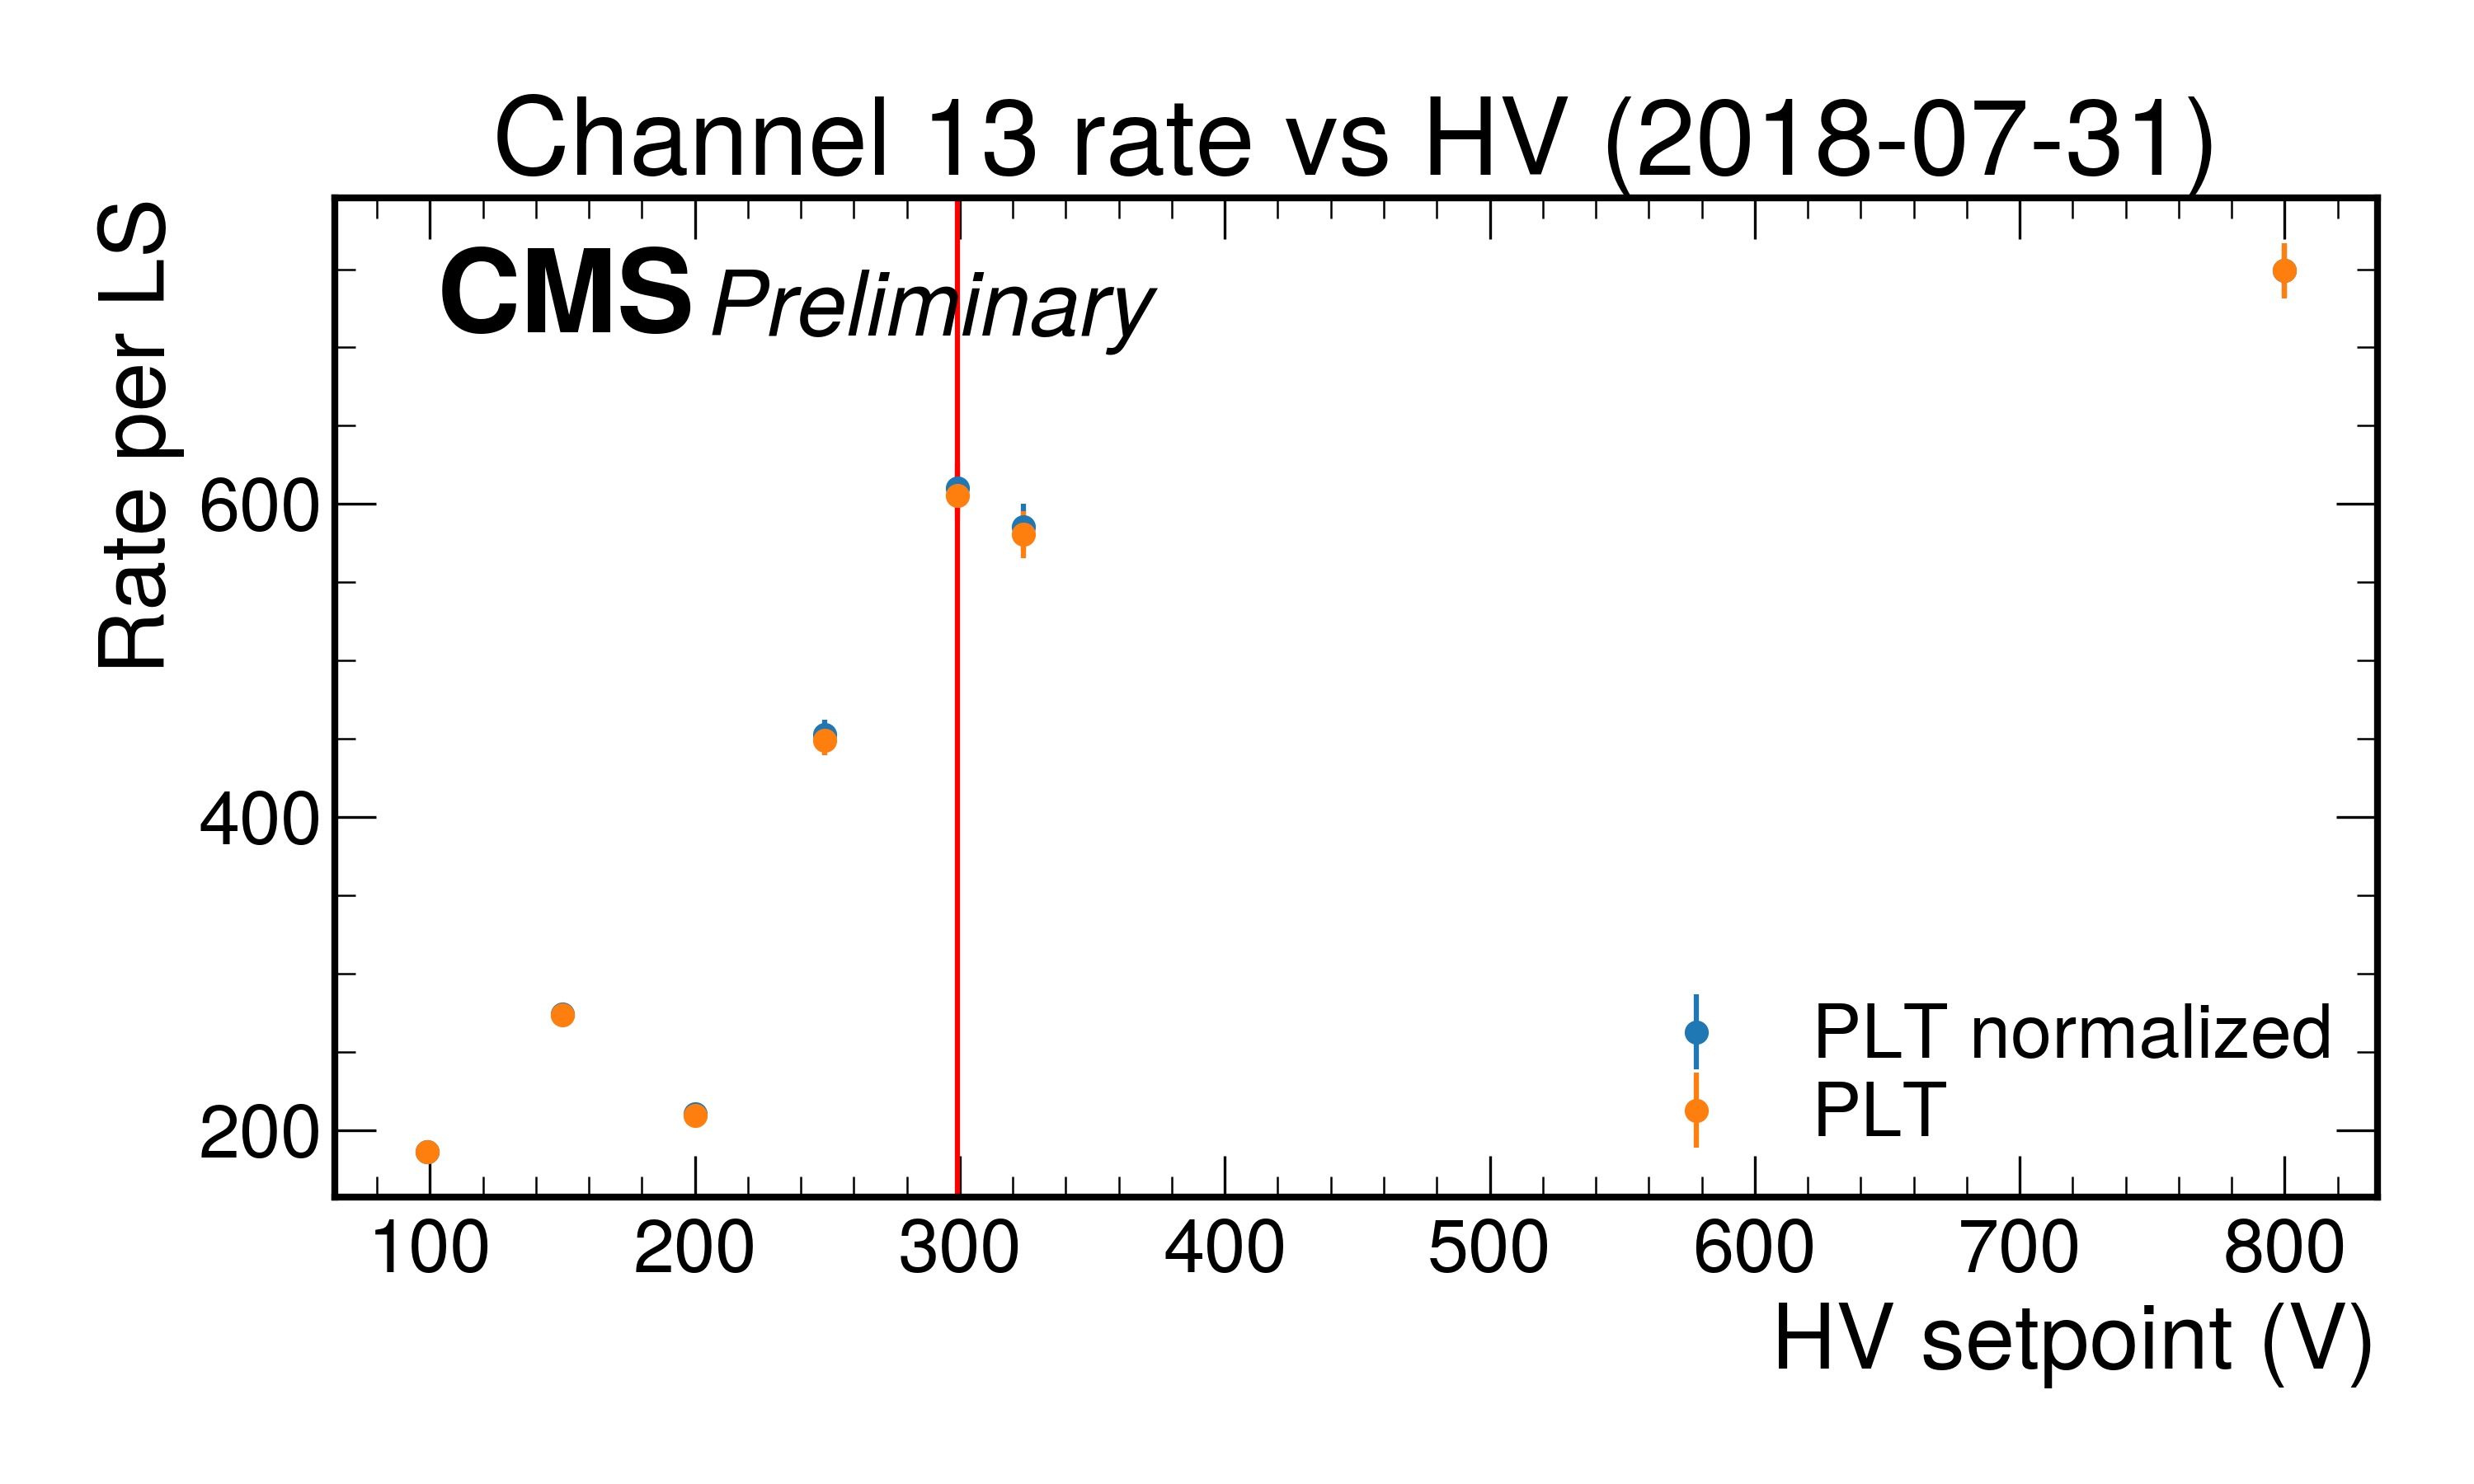 Channel 13 rate vs HV (2018-07-31)
Rate per LS
CMS Preliminary
600
400
200
PLT normalized
PLT
100 200 300 400 500 600 700 800
HV setpoint (V)